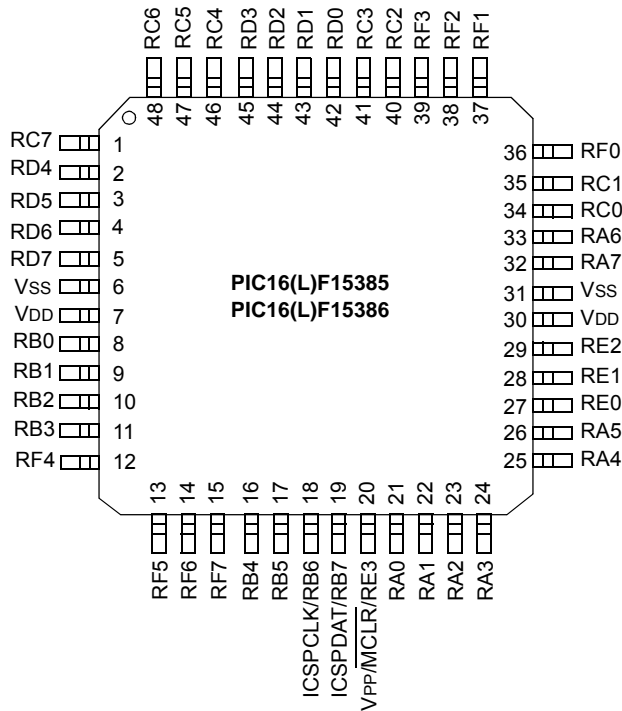 RC6
RC5
RC4
RD3
RD2
RD1
RD0
RC3
RC2
RF3
RF2
RF1
48
47
46
45
44
43
42
41
40
39
38
37
RC7 1
RD4 2
RD5 3
RD6 4
RD7 5
VSS 6
VDD 7
RB0 8
RB1 9
RB2 10
RB3 11
RF4 12
PIC16(L)F15385
PIC16(L)F15386
36 RF0
35 RC1
34 RC0
33 RA6
32 RA7
31 VSS
30 VDD
29 RE2
28 RE1
27 RE0
26 RA5
25 RA4
13
14
15
16
17
18
19
20
21
22
23
24
RF5
RF6
RF7
RB4
RB5
ICSPCLK/RB6
ICSPDAT/RB7
VPP/MCLR/RE3
RA0
RA1
RA2
RA3